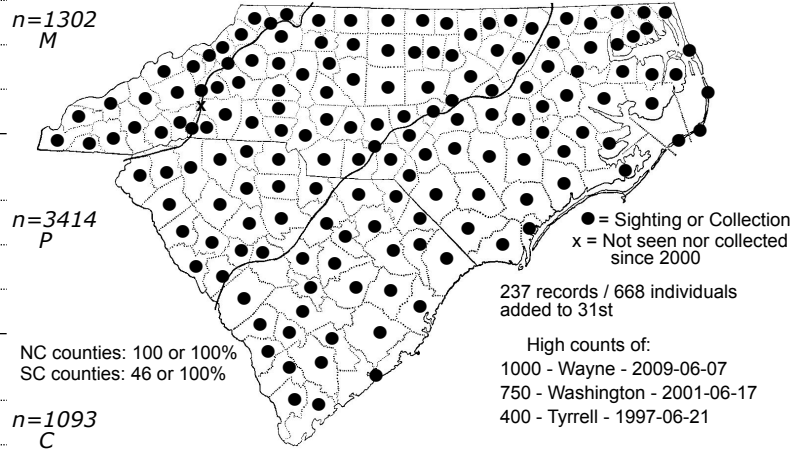 n=1302
M
x
n=3414
P
● = Sighting or Collection
x = Not seen nor collected
since 2000
237 records / 668 individuals
added to 31st
NC counties: 100 or 100%
SC counties: 46 or 100%
High counts of:
1000 - Wayne - 2009-06-07
750 - Washington - 2001-06-17
400 - Tyrrell - 1997-06-21
n=1093
C